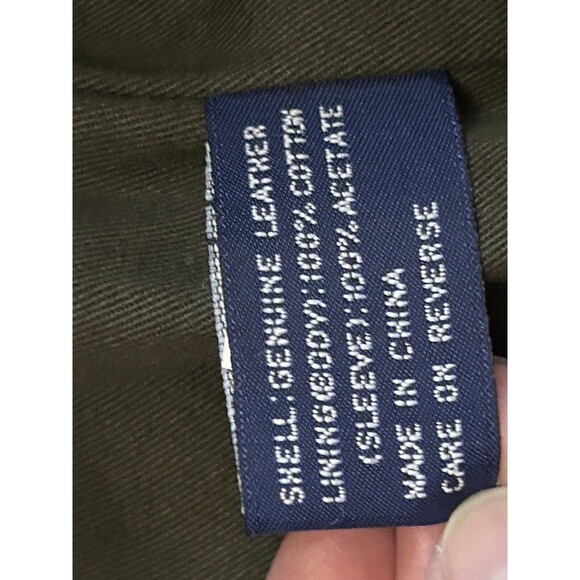 SHELL:GENUINE LEATHER
LINING(BODY):100% COTTON
(SLEEVE):100% ACETATE
MADE IN CHINA
CARE ON REVERSE